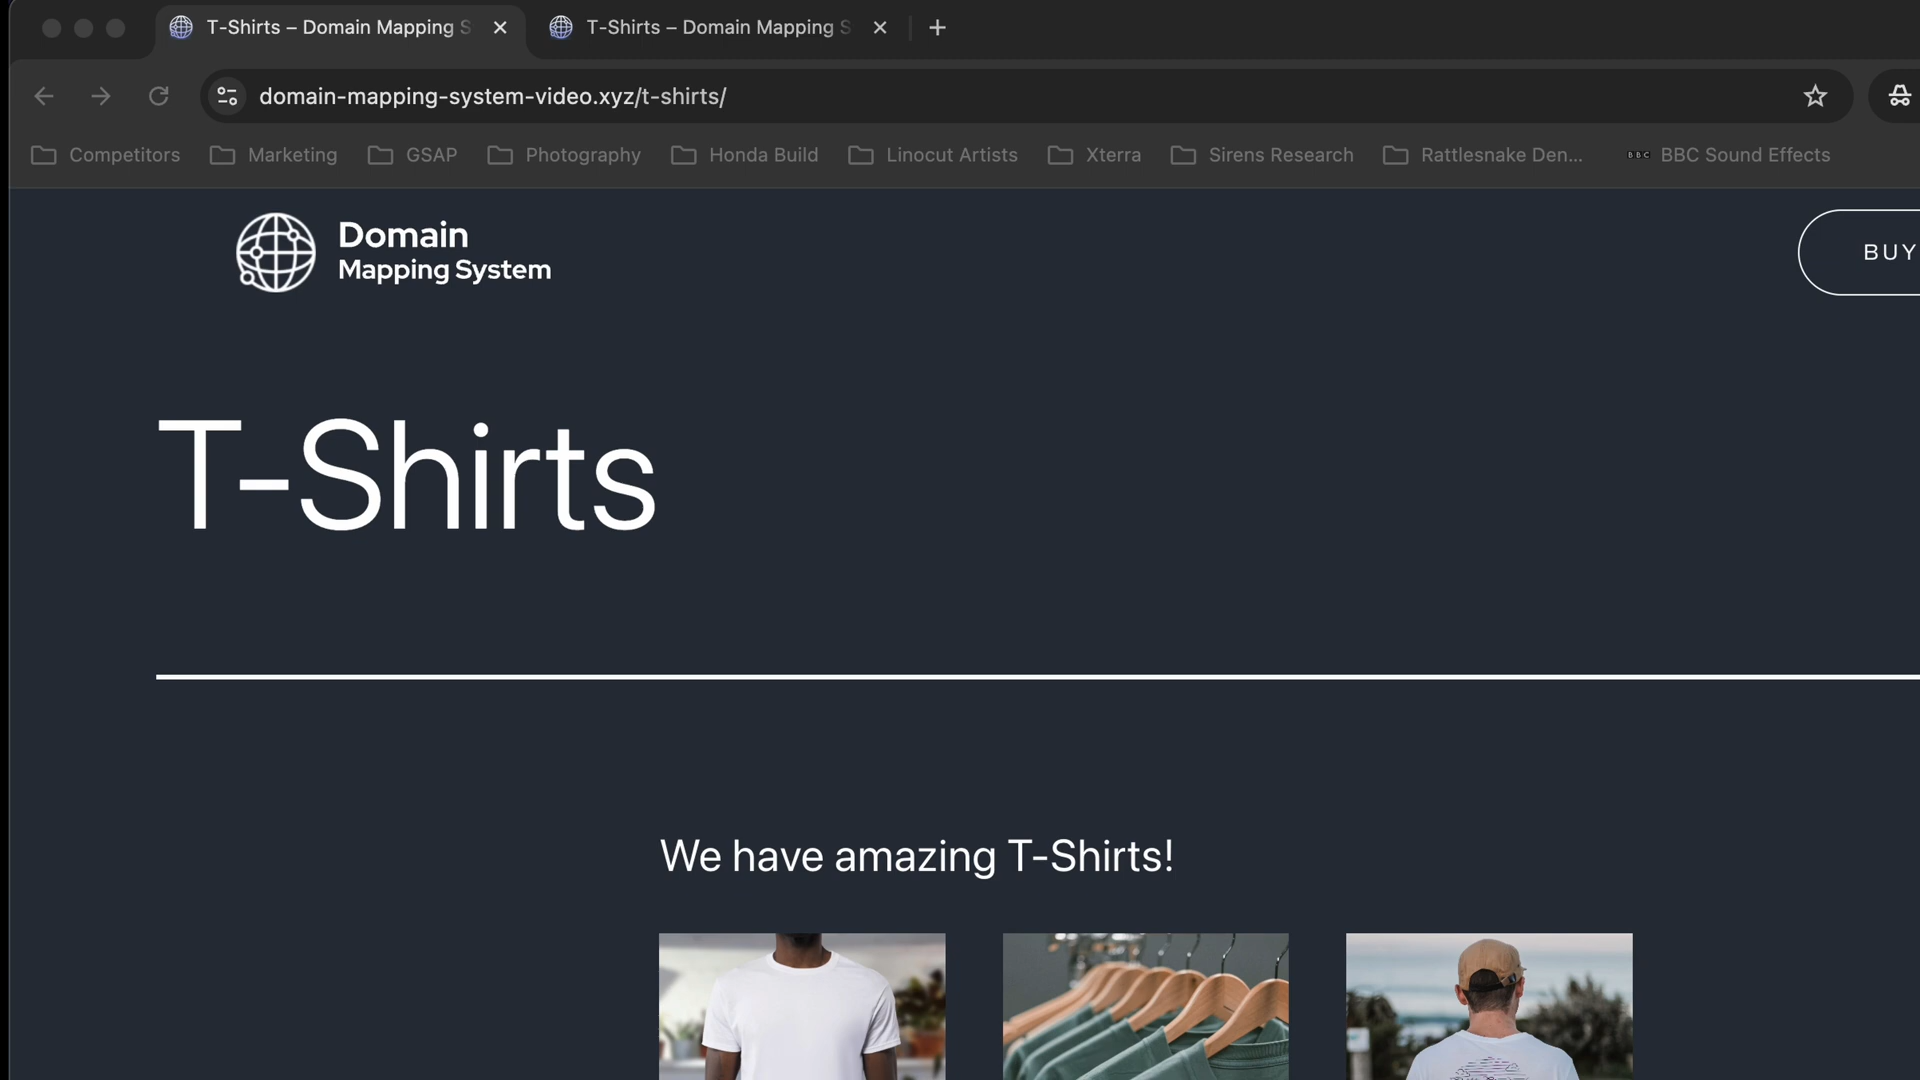 T-Shirts – Domain Mapping S
T-Shirts – Domain Mapping S
domain-mapping-system-video.xyz/t-shirts/
Competitors
Marketing
GSAP
Photography
Honda Build
Linocut Artists
Xterra
Sirens Research
Rattlesnake Den...
BBC
BBC Sound Effects
Domain
Mapping System
BUY
T-Shirts
We have amazing T-Shirts!